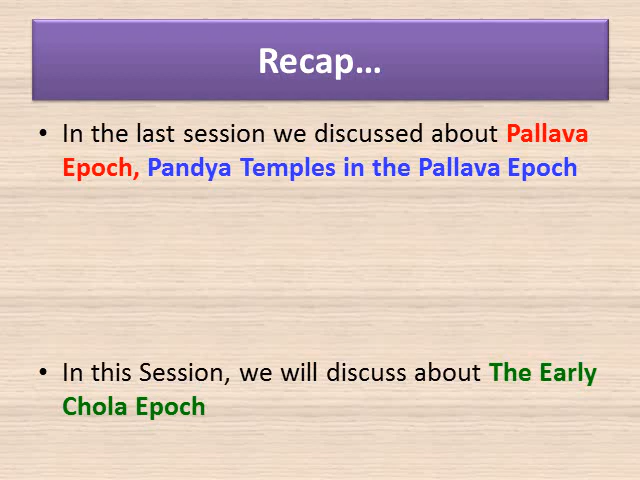 Recap...
• In the last session we discussed about Pallava
Epoch, Pandya Temples in the Pallava Epoch
• In this Session, we will discuss about The Early
Chola Epoch